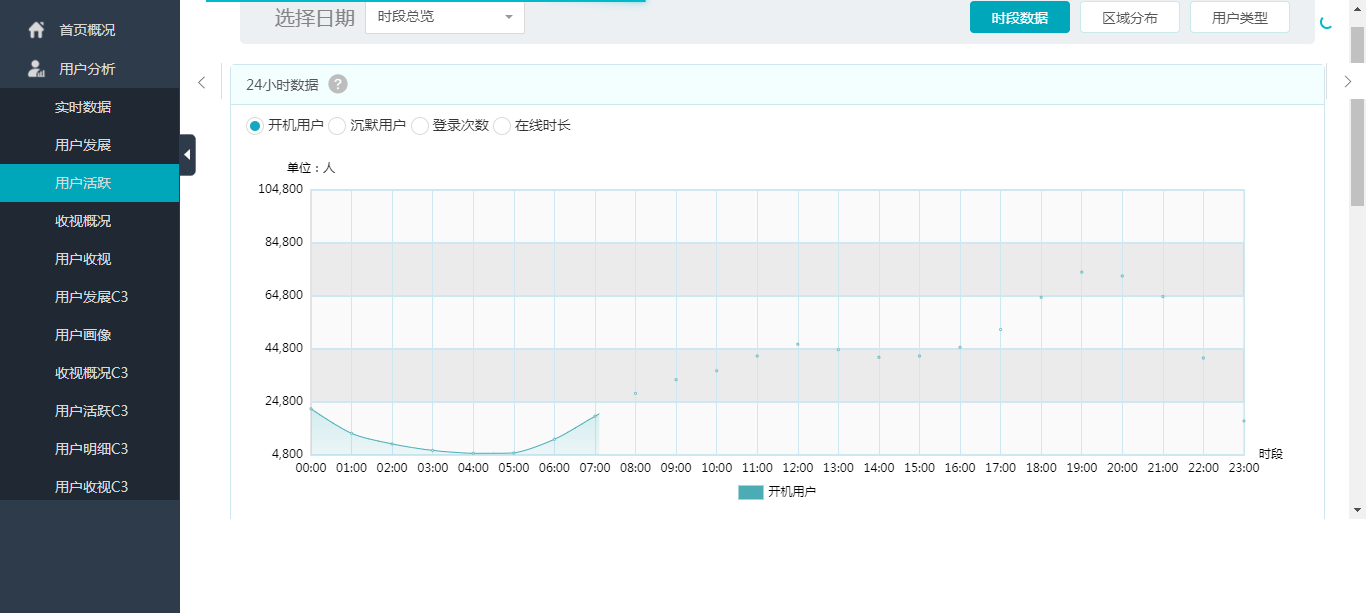 首页概况
用户分析
实时数据
用户发展
用户活跃
收视概况
用户收视
用户发展C3
用户画像
收视概况C3
用户活跃C3
用户明细C3
用户收视C3
选择日期 时段总览 时段数据 区域分布 用户类型
24小时数据 ?
开机用户 沉默用户 登录次数 在线时长
单位：人
104,800
84,800
64,800
44,800
24,800
4,800
00:00 01:00 02:00 03:00 04:00 05:00 06:00 07:00 08:00 09:00 10:00 11:00 12:00 13:00 14:00 15:00 16:00 17:00 18:00 19:00 20:00 21:00 22:00 23:00 时段
开机用户